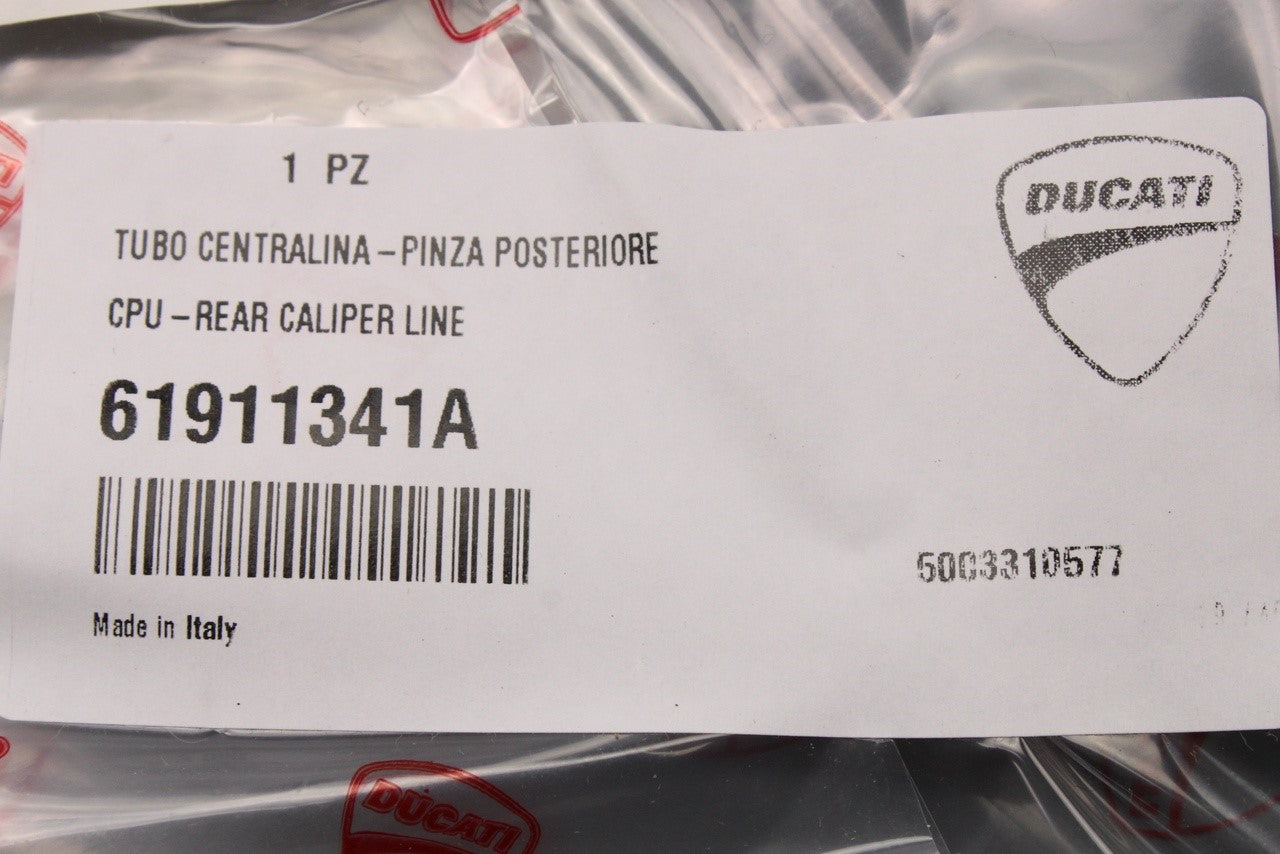 1 PZ
DUCATI
TUBO CENTRALINA – PINZA POSTERIORE
CPU – REAR CALIPER LINE
61911341A
5003310577
Made in Italy
DUCATI